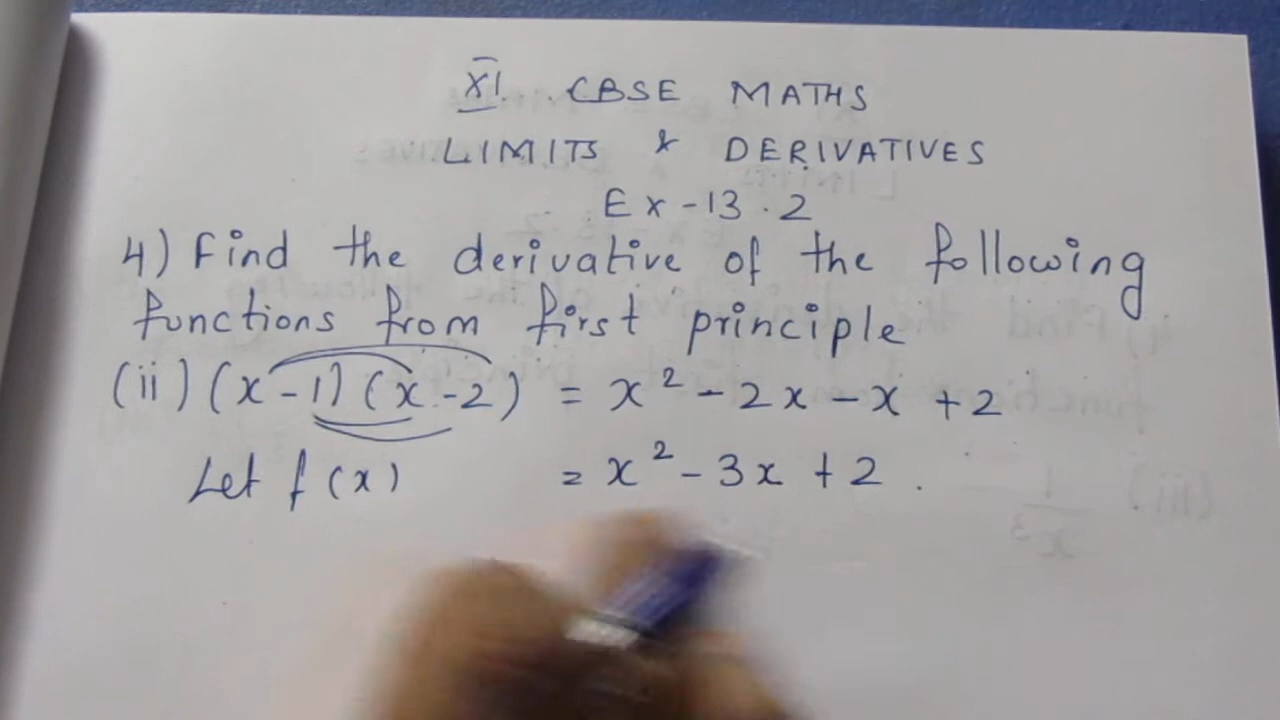 XI CBSE MATHS
LIMITS & DERIVATIVES
Ex-13.2
4) Find the derivative of the following
functions from first principle
(ii) (x-1) (x-2) = x² - 2x - x + 2
Let f(x) = x² - 3x + 2.